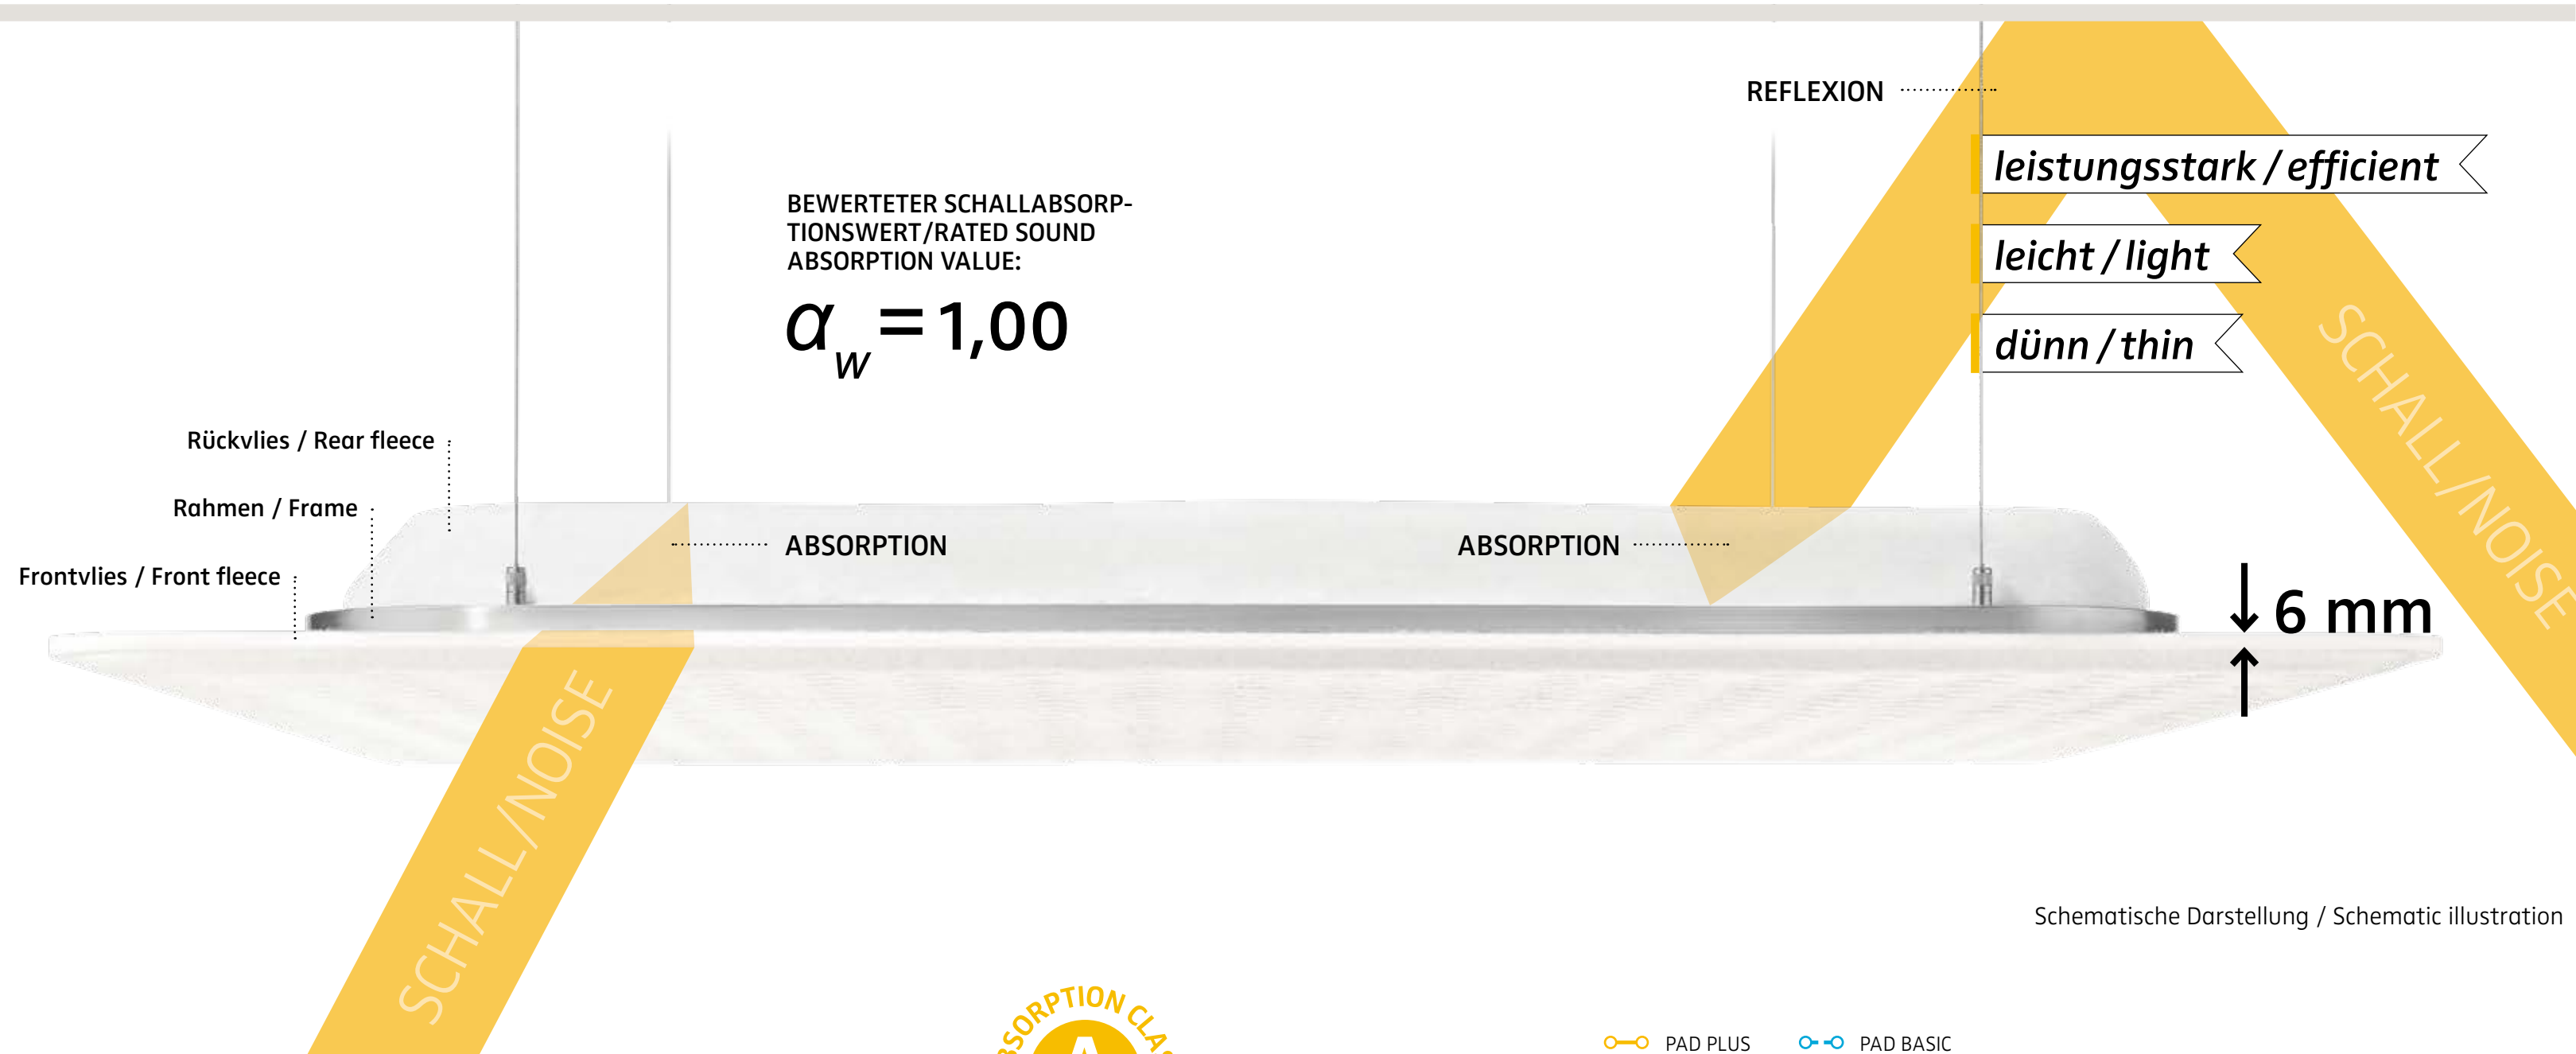 REFLEXION
leistungsstark / efficient
BEWERTETER SCHALLABSORP-
TIONSWERT/RATED SOUND
ABSORPTION VALUE:
αw = 1,00
leicht / light
dünn / thin
SCHALL/NOISE
Rückvlies / Rear fleece
Rahmen / Frame
ABSORPTION
ABSORPTION
Frontvlies / Front fleece
6 mm
SCHALL/NOISE
Schematische Darstellung / Schematic illustration
A
PAD PLUS
PAD BASIC